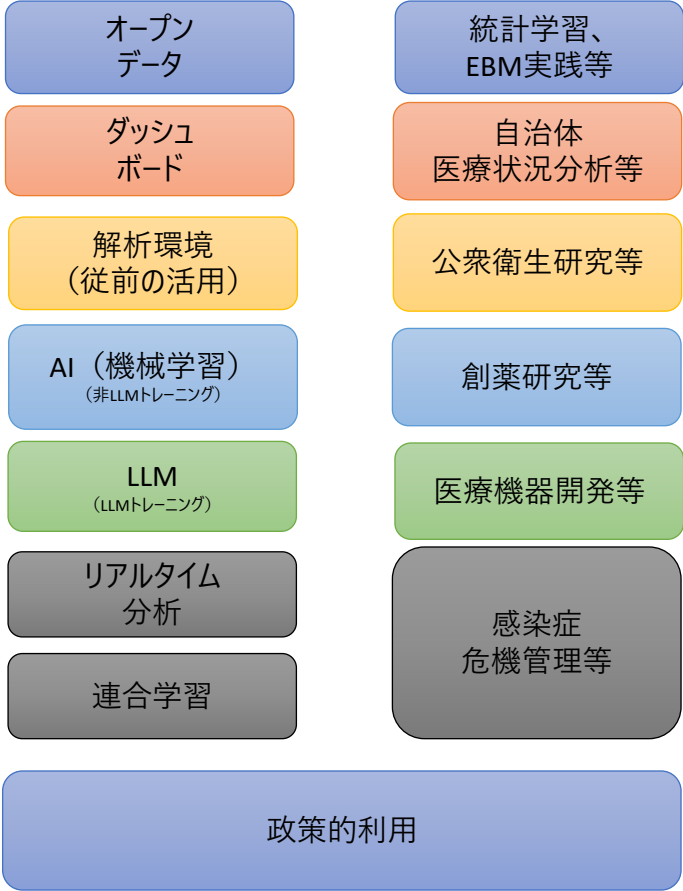 オープン
データ
統計学習、
EBM実践等
ダッシュ
ボード
自治体
医療状況分析等
解析環境
（従前の活用）
公衆衛生研究等
AI（機械学習）
（非LLMトレーニング）
創薬研究等
LLM
（LLMトレーニング）
医療機器開発等
リアルタイム
分析
感染症
危機管理等
連合学習
政策的利用